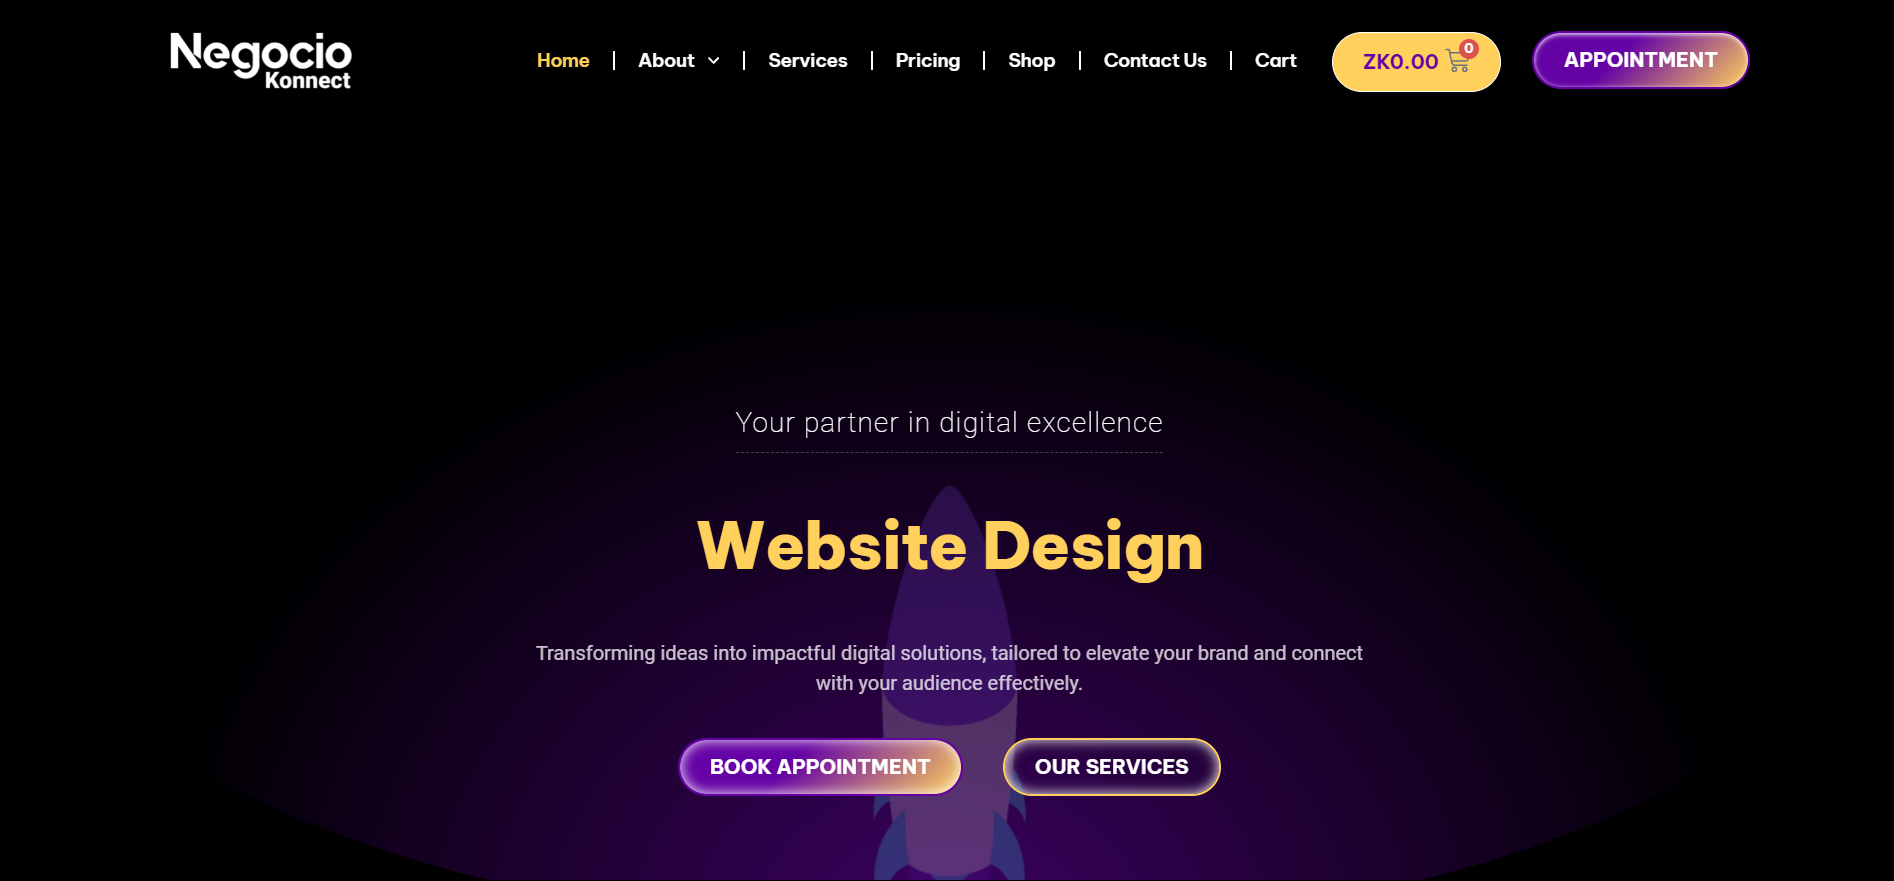 Negocio
Konnect
Home
About
Services
Pricing
Shop
Contact Us
Cart
ZK0.00
0
APPOINTMENT
Your partner in digital excellence
Website Design
Transforming ideas into impactful digital solutions, tailored to elevate your brand and connect
with your audience effectively.
BOOK APPOINTMENT
OUR SERVICES